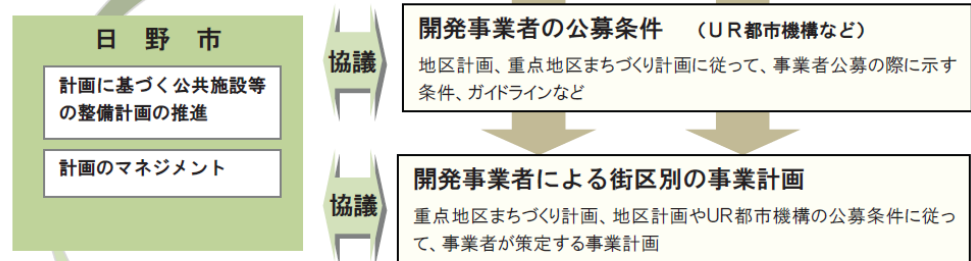 日野市
計画に基づく公共施設等
の整備計画の推進
計画のマネジメント
協議
開発事業者の公募条件 （UR都市機構など）
地区計画、重点地区まちづくり計画に従って、事業者公募の際に示す
条件、ガイドラインなど
協議
開発事業者による街区別の事業計画
重点地区まちづくり計画、地区計画やUR都市機構の公募条件に従っ
て、事業者が策定する事業計画